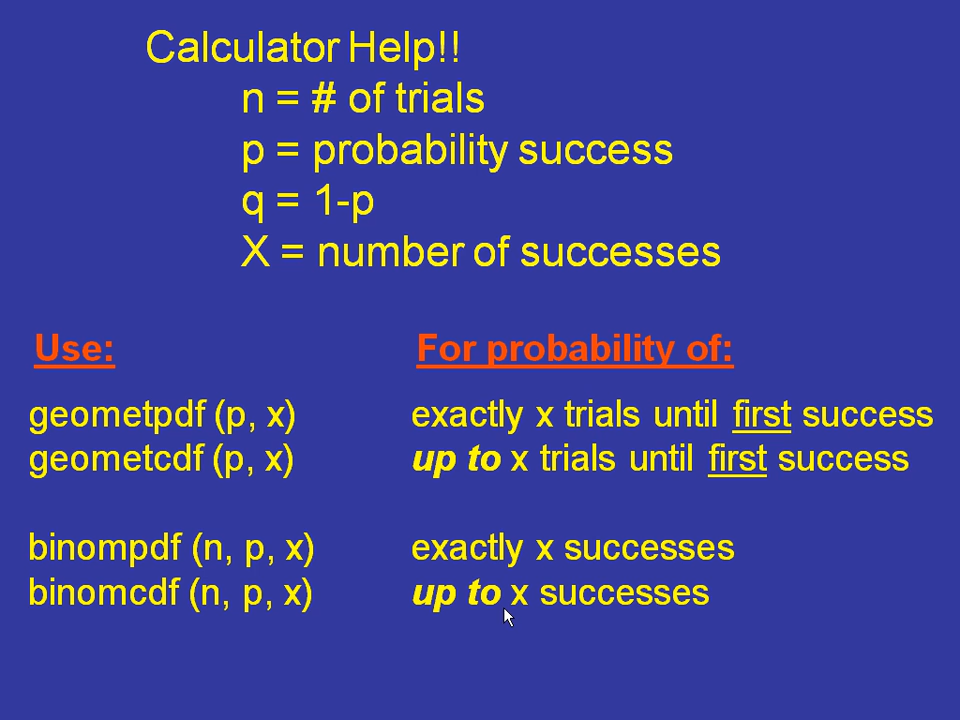 Calculator Help!!
n = # of trials
p = probability success
q = 1-p
X = number of successes
Use: For probability of:
geometpdf (p, x) exactly x trials until first success
geometcdf (p, x) up to x trials until first success
binompdf (n, p, x) exactly x successes
binomcdf (n, p, x) up to x successes